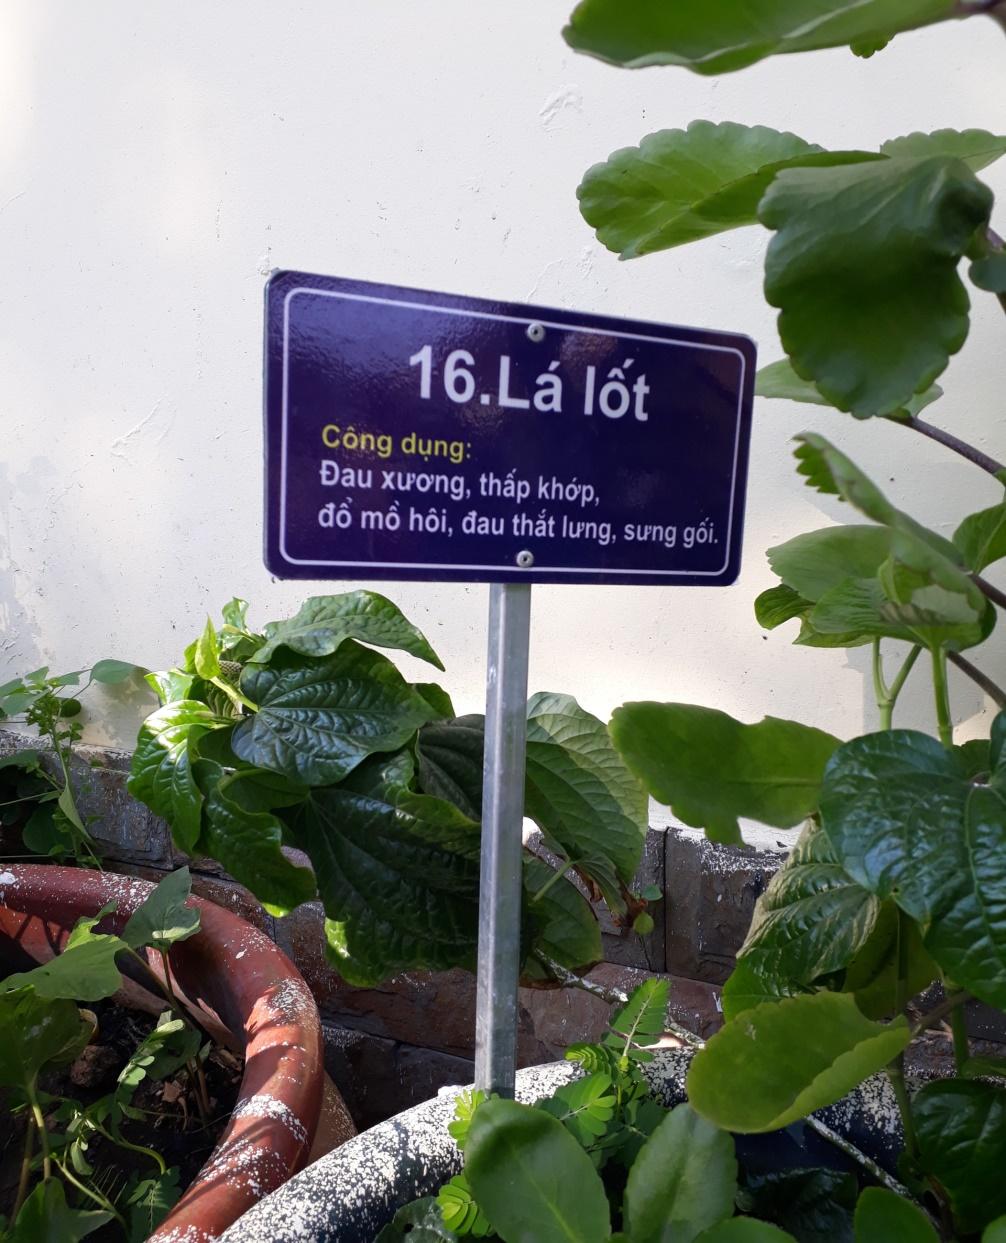 16.Lá lốt
Công dụng:
Đau xương, thấp khớp,
đổ mồ hôi, đau thắt lưng, sưng gối.